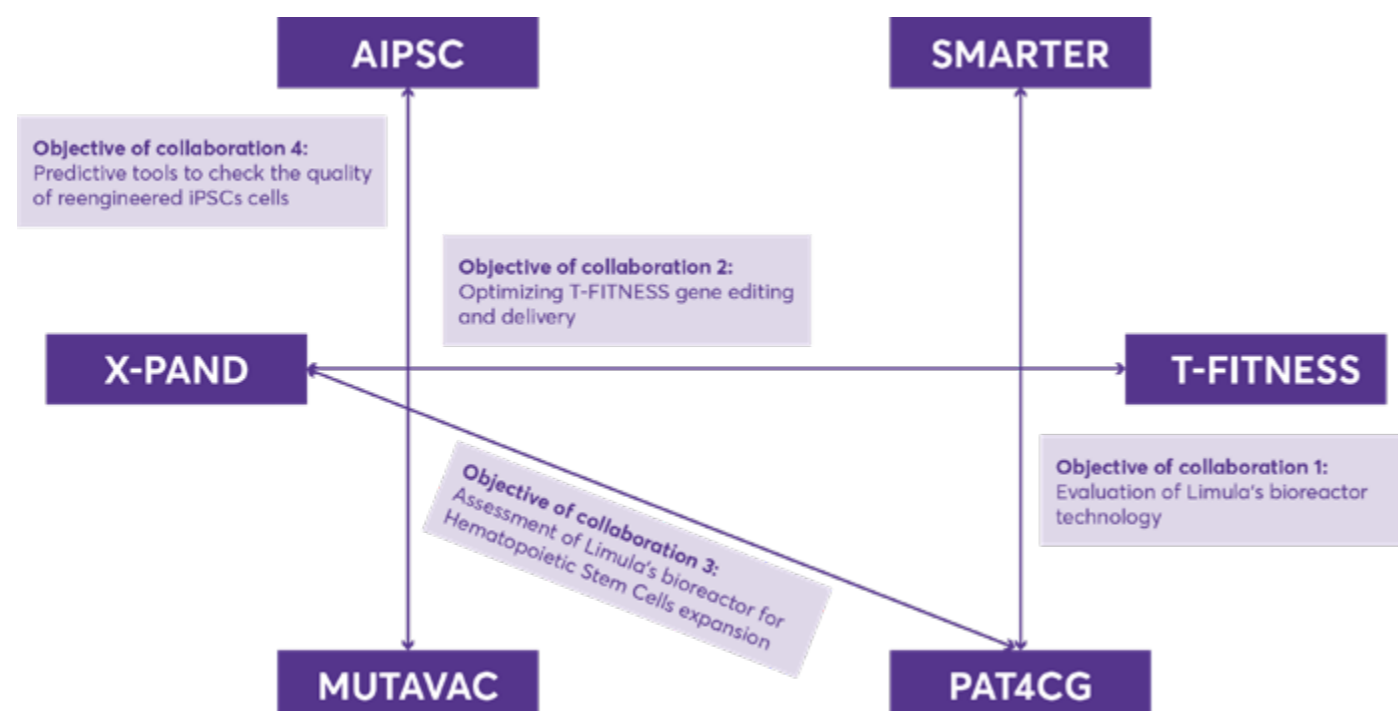 AIPSC
SMARTER
Objective of collaboration 4:
Predictive tools to check the quality
of reengineered iPSCs cells
Objective of collaboration 2:
Optimizing T-FITNESS gene editing
and delivery
X-PAND
T-FITNESS
Objective of collaboration 1:
Evaluation of Limula's bioreactor
technology
Objective of collaboration 3:
Assessment of Limula's bioreactor for
Hematopoietic Stem Cells expansion
MUTAVAC
PAT4CG